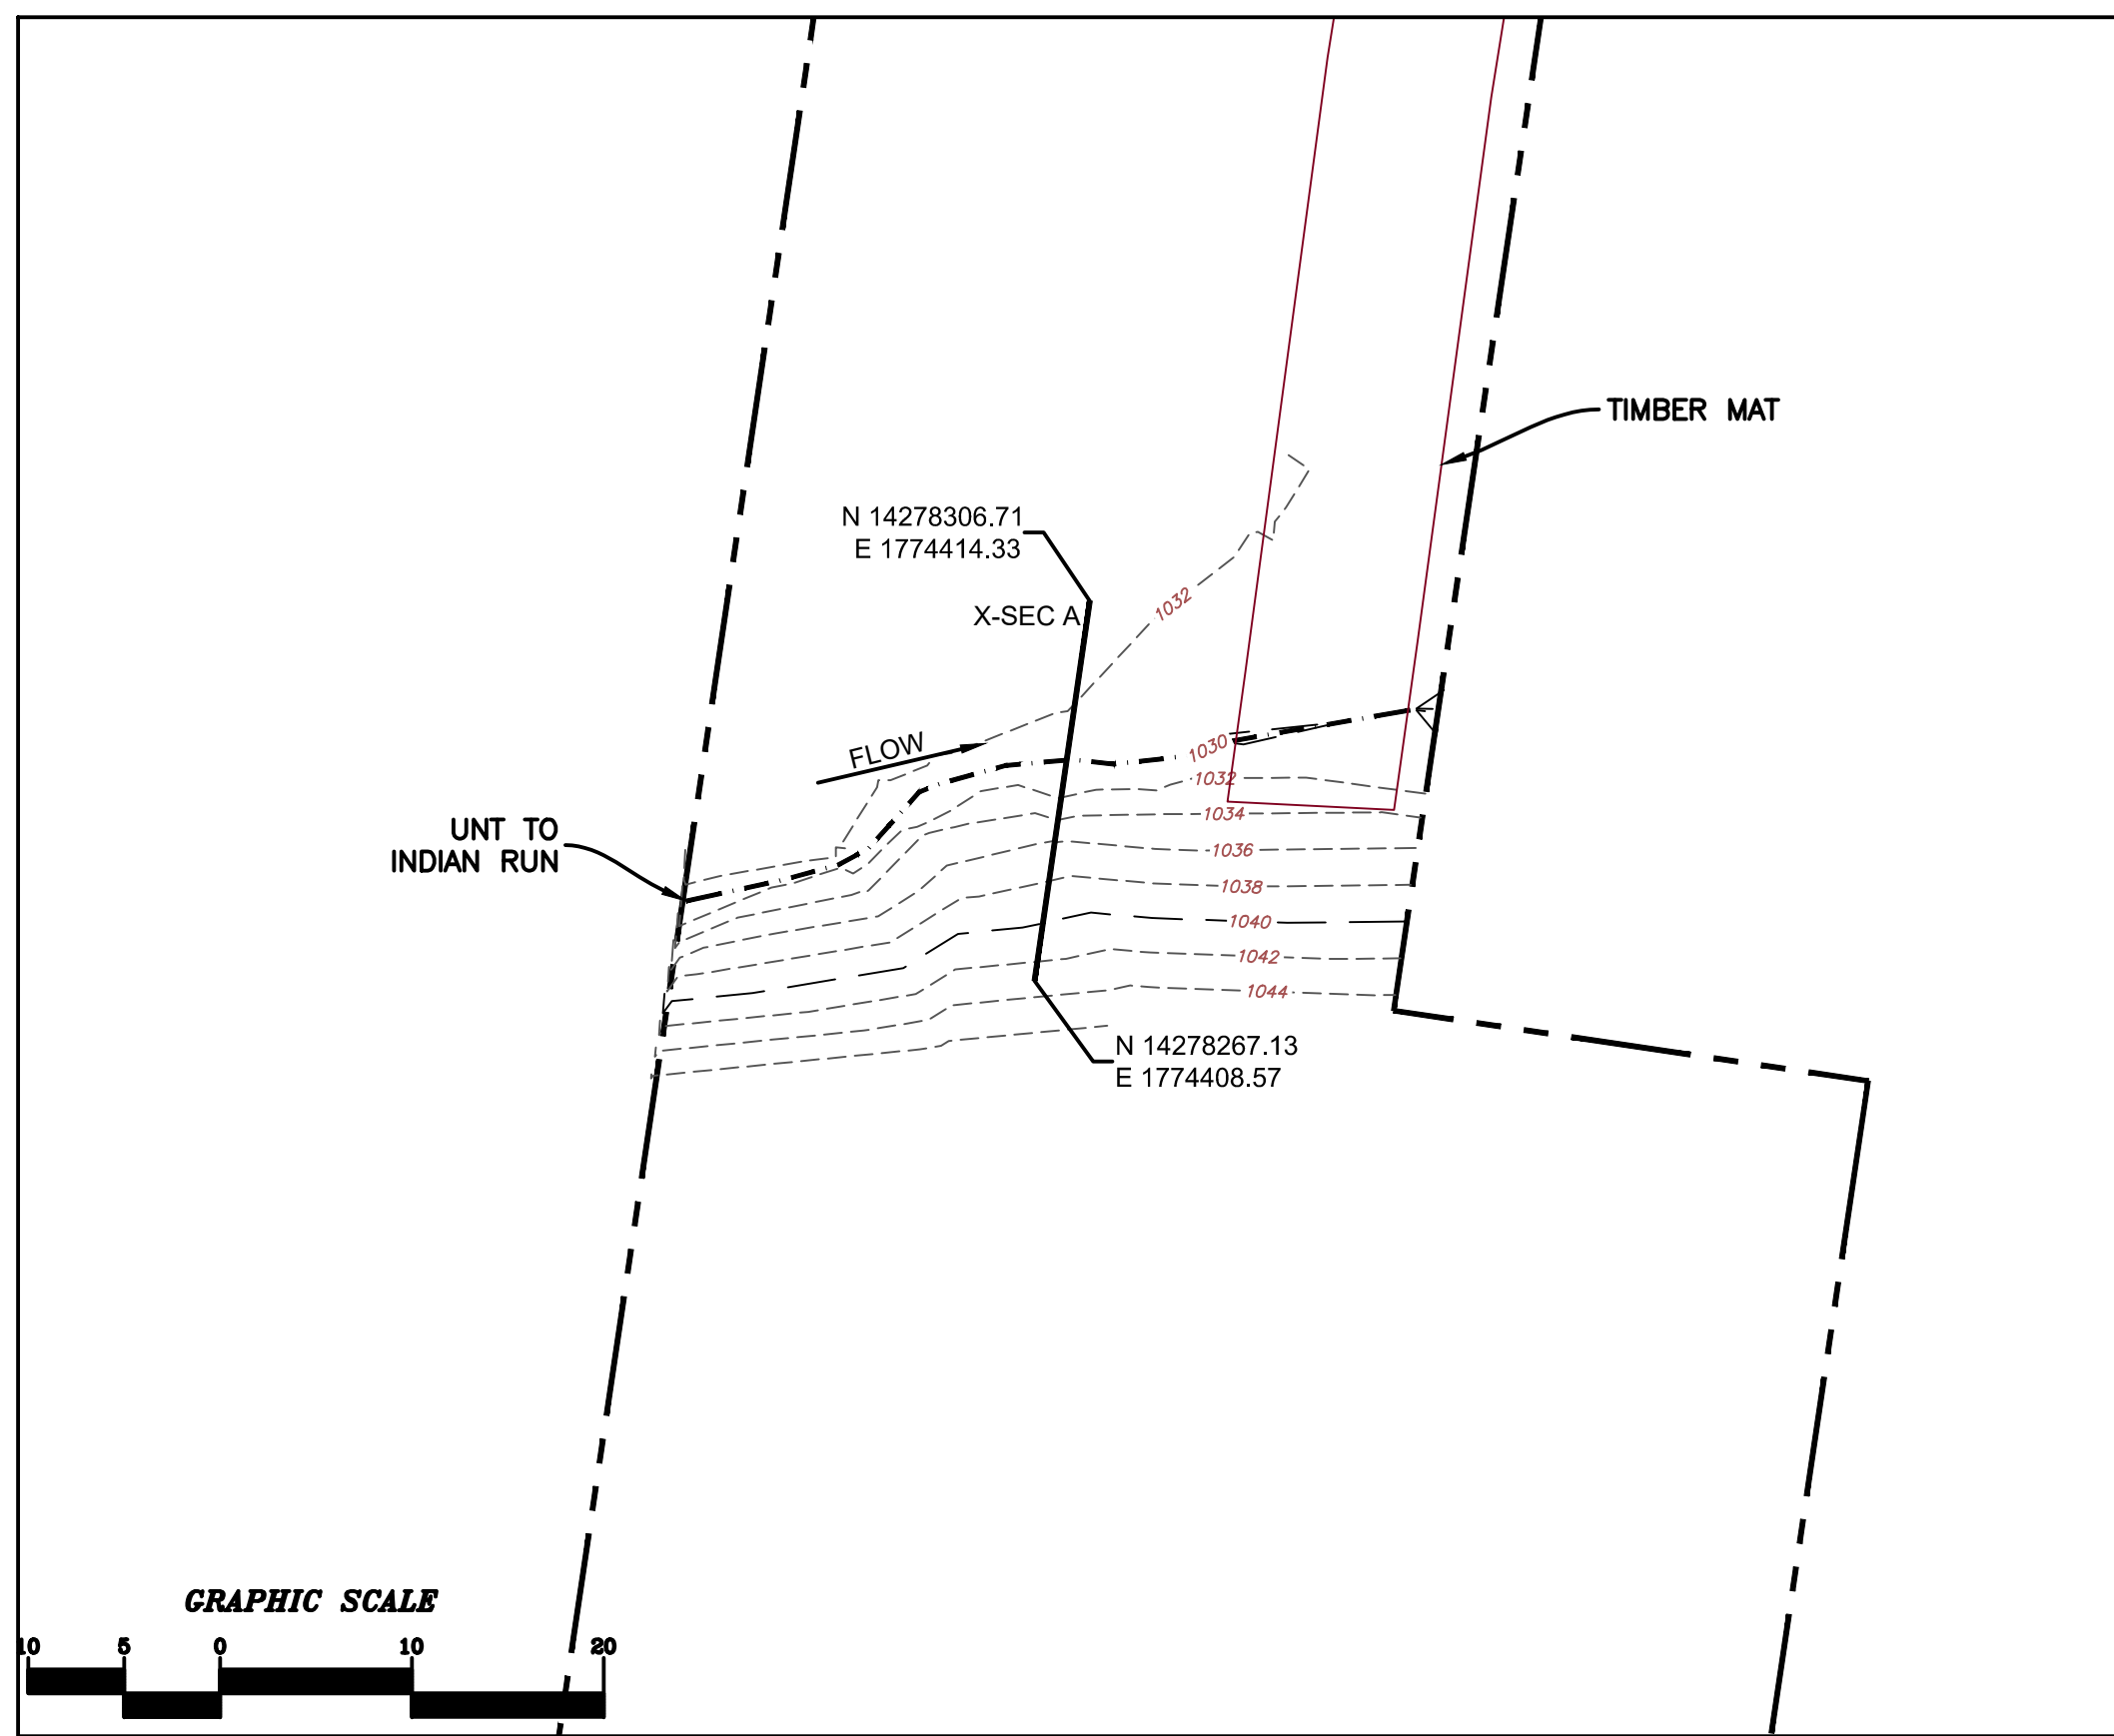 TIMBER MAT
N 14278306.71
E 1774414.33
X-SEC A
1032
FLOW
1030
1032
UNT TO
INDIAN RUN
1034
1036
1038
1040
1042
1044
N 14278267.13
E 1774408.57
GRAPHIC SCALE
10 5 0 10 20